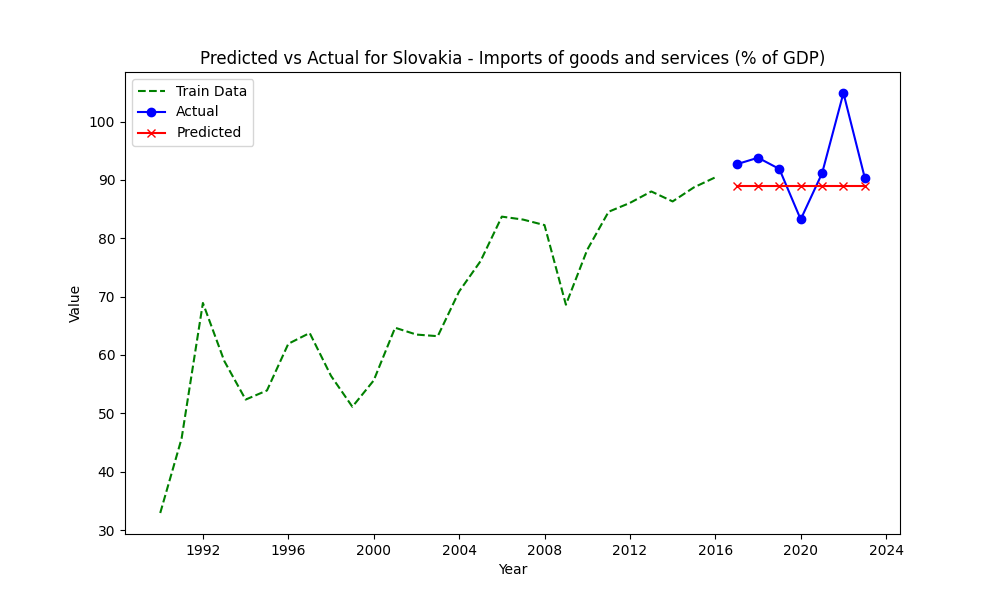 Predicted vs Actual for Slovakia - Imports of goods and services (% of GDP)
Train Data
Actual
Predicted
100
90
80
70
60
50
40
30
Value
1992 1996 2000 2004 2008 2012 2016 2020 2024
Year